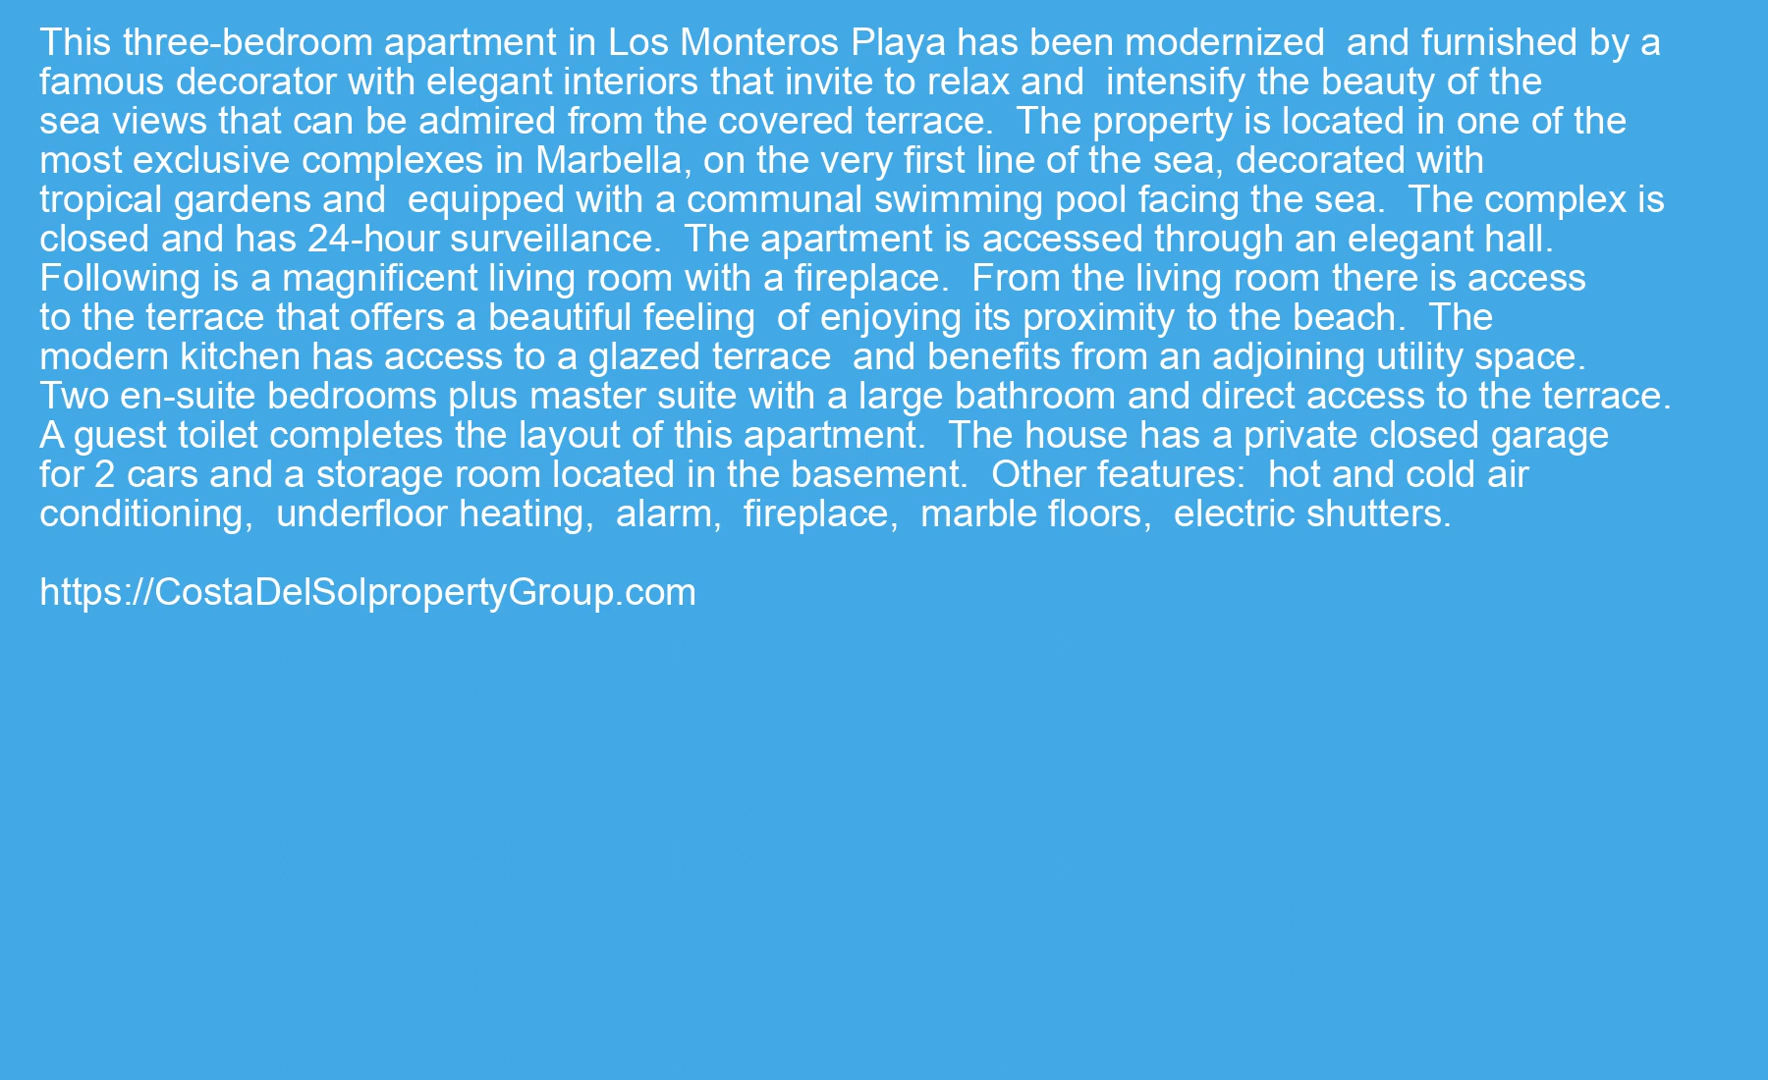 This three-bedroom apartment in Los Monteros Playa has been modernized  and furnished by a
famous decorator with elegant interiors that invite to relax and  intensify the beauty of the
sea views that can be admired from the covered terrace.  The property is located in one of the
most exclusive complexes in Marbella, on the very first line of the sea, decorated with
tropical gardens and  equipped with a communal swimming pool facing the sea.  The complex is
closed and has 24-hour surveillance.  The apartment is accessed through an elegant hall.
Following is a magnificent living room with a fireplace.  From the living room there is access
to the terrace that offers a beautiful feeling  of enjoying its proximity to the beach.  The
modern kitchen has access to a glazed terrace  and benefits from an adjoining utility space.
Two en-suite bedrooms plus master suite with a large bathroom and direct access to the terrace.
A guest toilet completes the layout of this apartment.  The house has a private closed garage
for 2 cars and a storage room located in the basement.  Other features:  hot and cold air
conditioning,  underfloor heating,  alarm,  fireplace,  marble floors,  electric shutters.
https://CostaDelSolpropertyGroup.com